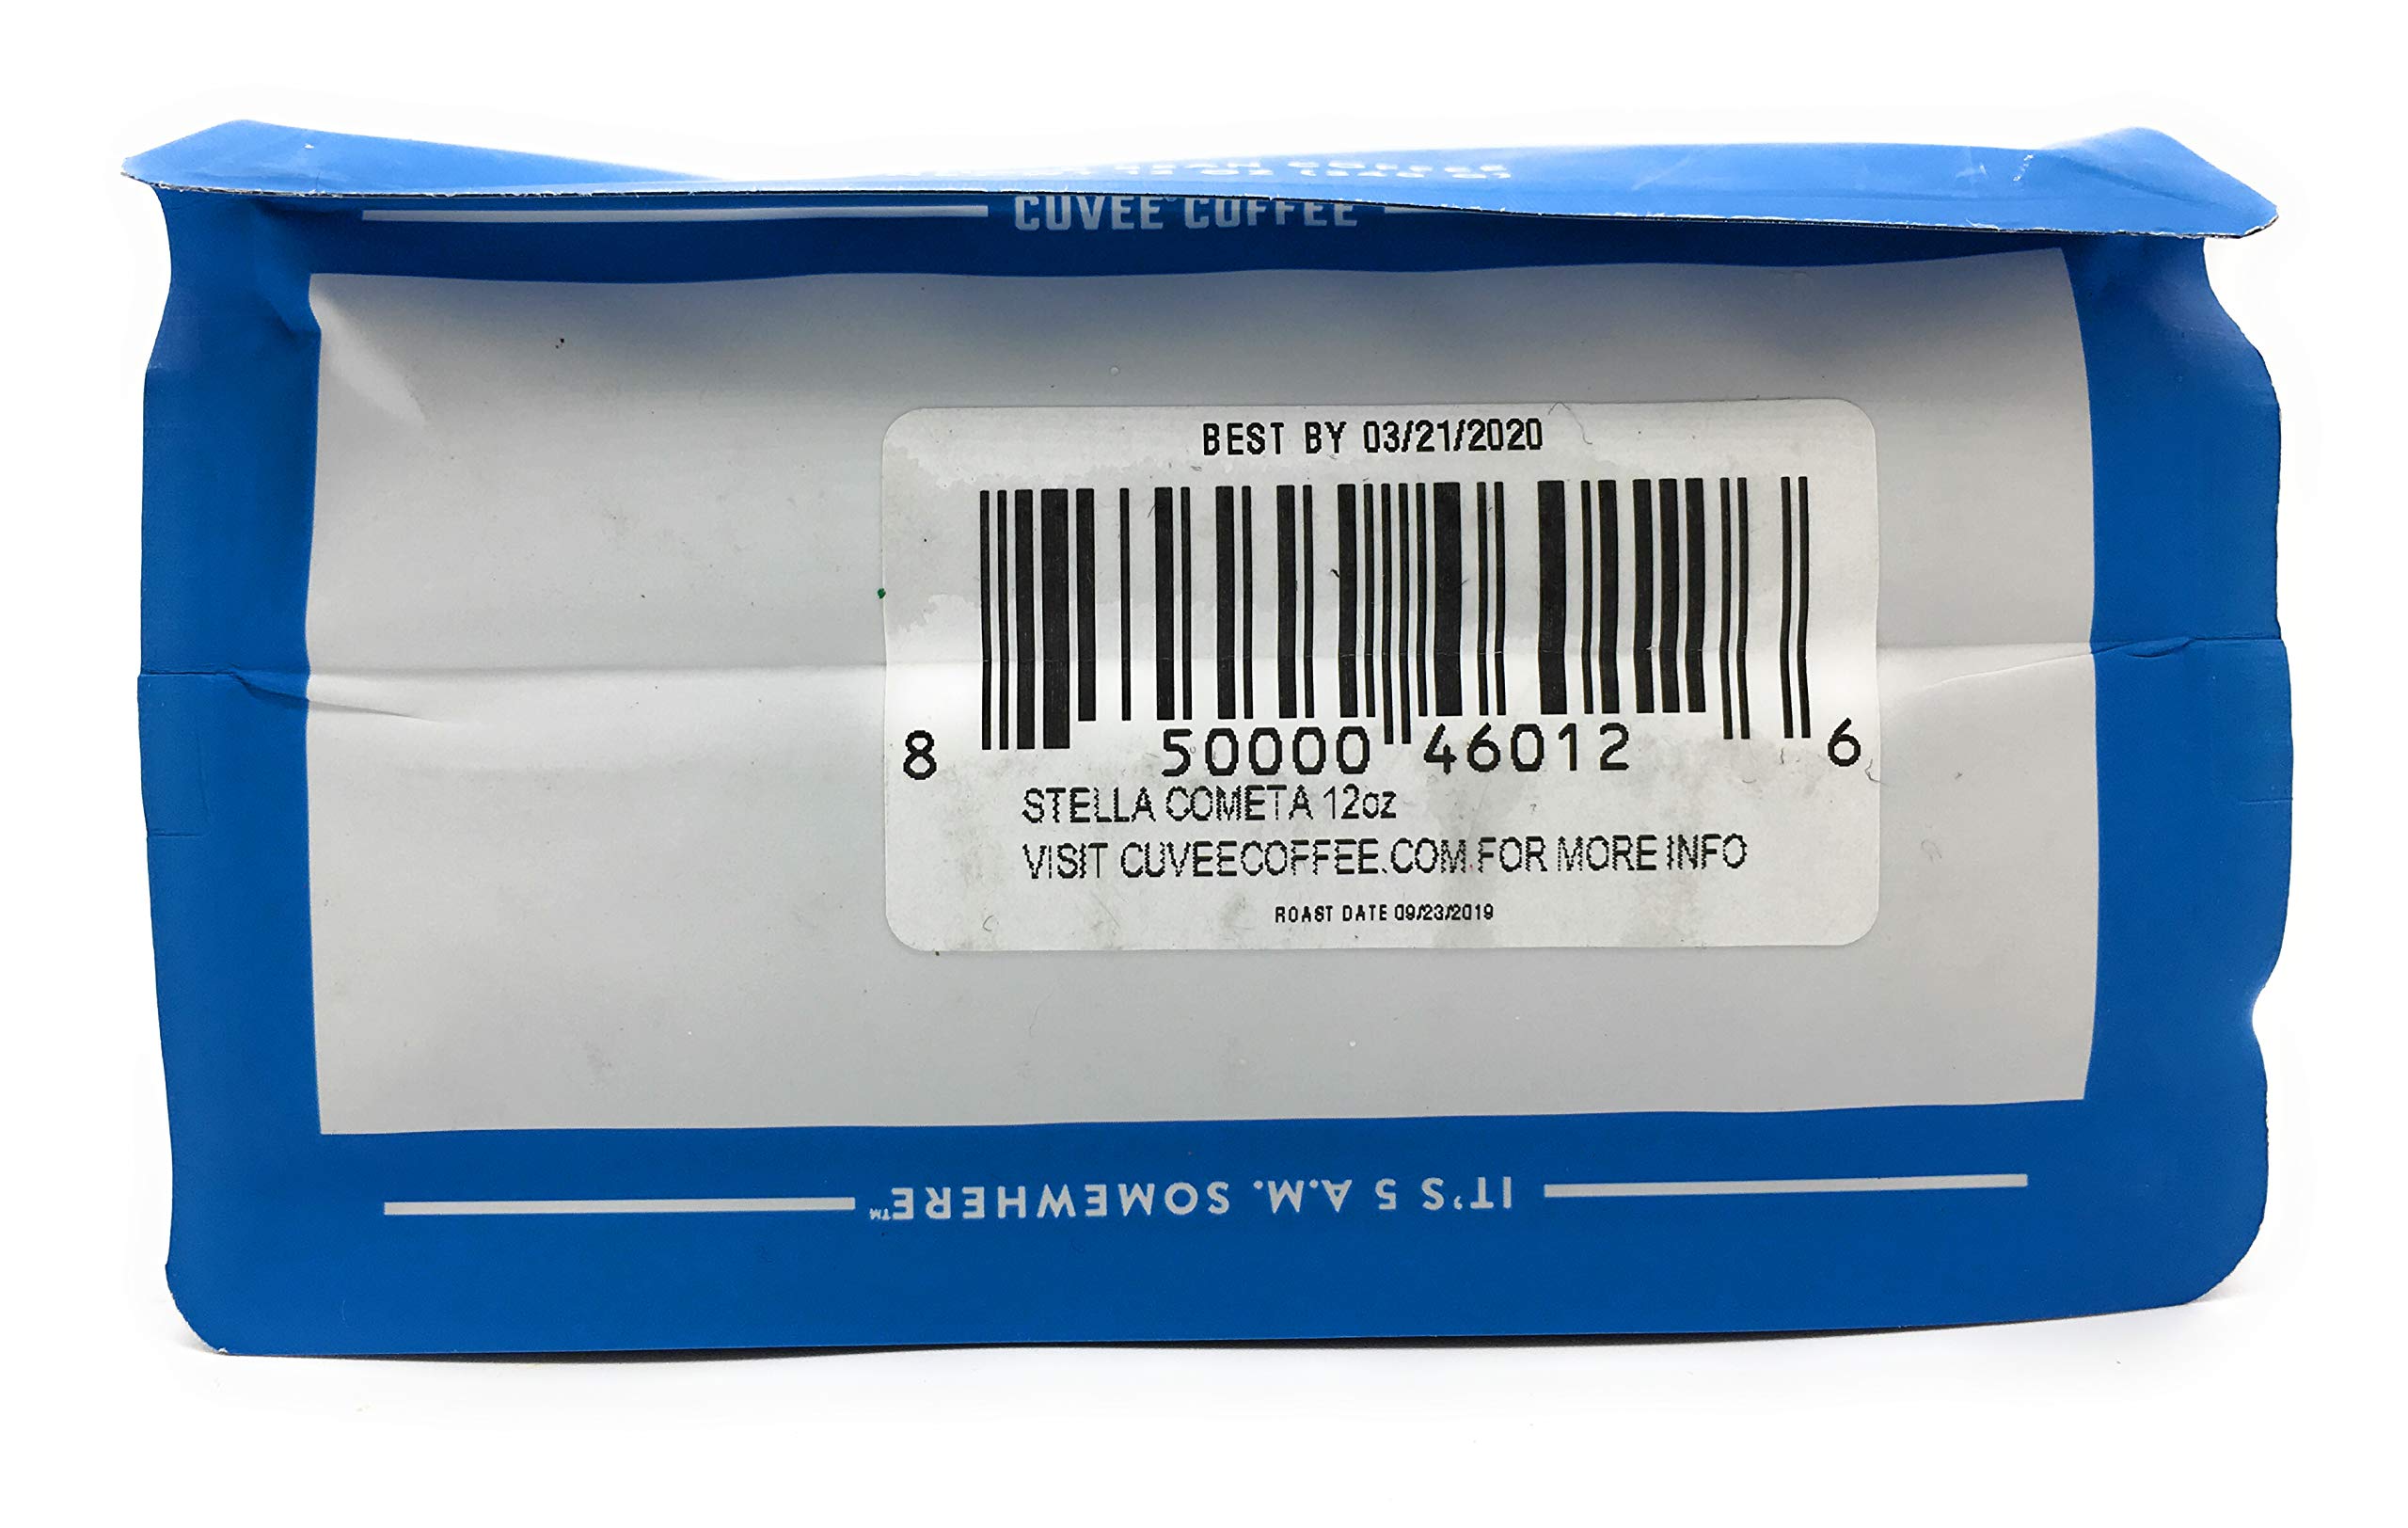 CUVEE COFFEE
BEST BY 03/21/2020
8 50000 46012 6
STELLA COMETA 12oz
VISIT CUVEECOFFEE.COM FOR MORE INFO
ROAST DATE 09/23/2019
IT'S 5 A.M. SOMEWHERE™